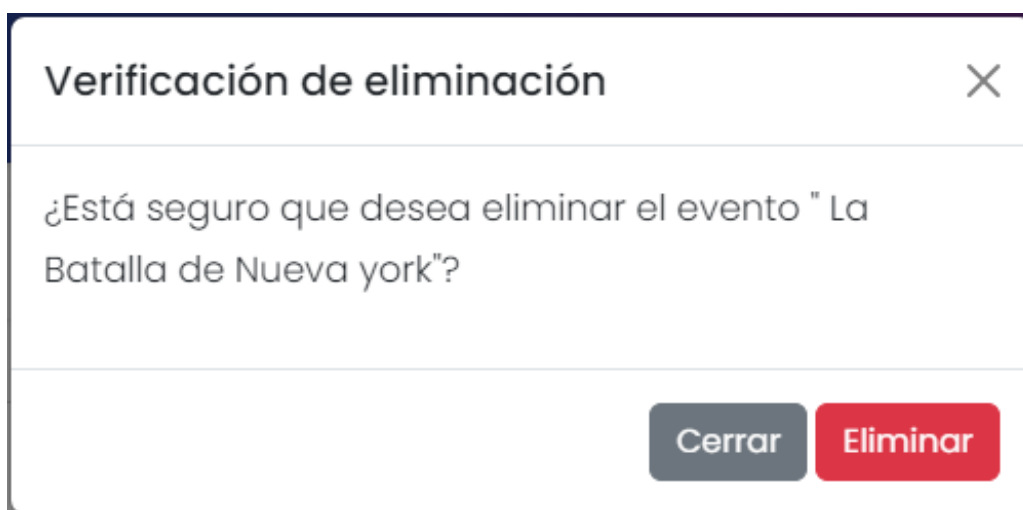 Verificación de eliminación
¿Está seguro que desea eliminar el evento " La
Batalla de Nueva york"?
Cerrar
Eliminar